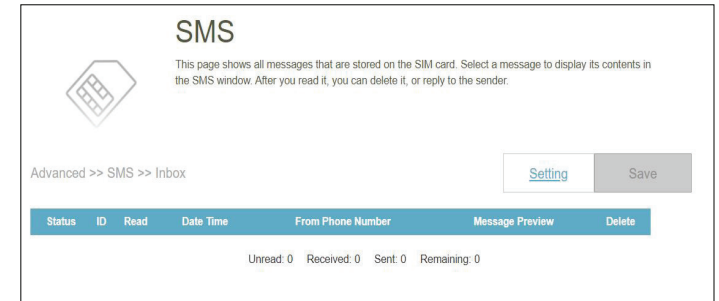 SMS
This page shows all messages that are stored on the SIM card. Select a message to display its contents in
the SMS window. After you read it, you can delete it, or reply to the sender.
Advanced >> SMS >> Inbox
Setting
Save
Status ID Read Date Time From Phone Number Message Preview Delete
Unread: 0 Received: 0 Sent: 0 Remaining: 0